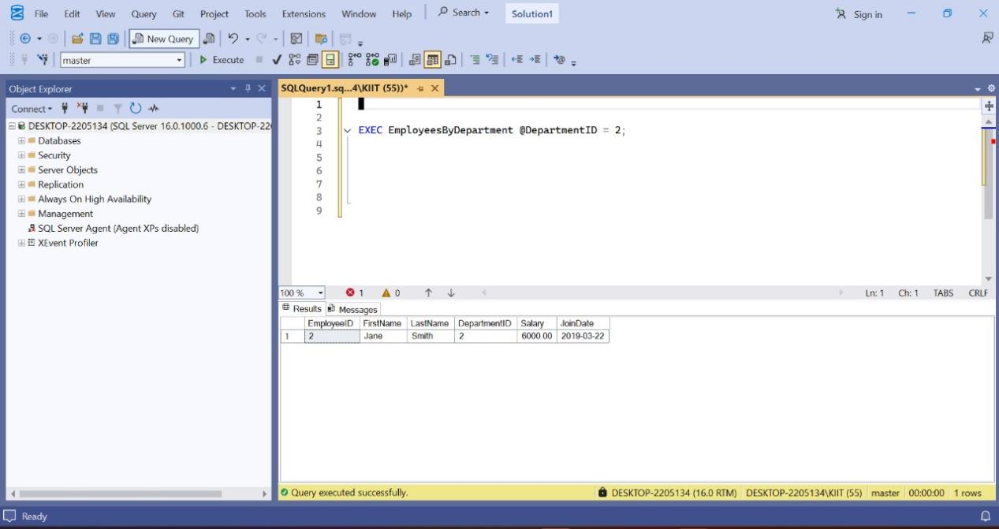 File Edit View Query Git Project Tools Extensions Window Help Search Solution1 Sign in
New Query
master Execute
Object Explorer
SQLQuery1.sq...4\KIIT (55))*
Connect
DESKTOP-2205134 (SQL Server 16.0.1000.6 - DESKTOP-22
Databases
Security
Server Objects
Replication
Always On High Availability
Management
SQL Server Agent (Agent XPs disabled)
XEvent Profiler
1
2
3 EXEC EmployeesByDepartment @DepartmentID = 2;
4
5
6
7
8
9
100 % 1 0 Ln: 1 Ch: 1 TABS CRLF
Results Messages
EmployeeID FirstName LastName DepartmentID Salary JoinDate
1 2 Jane Smith 2 6000.00 2019-03-22
Query executed successfully. DESKTOP-2205134 (16.0 RTM) DESKTOP-2205134\KIIT (55) master 00:00:00 1 rows
Ready